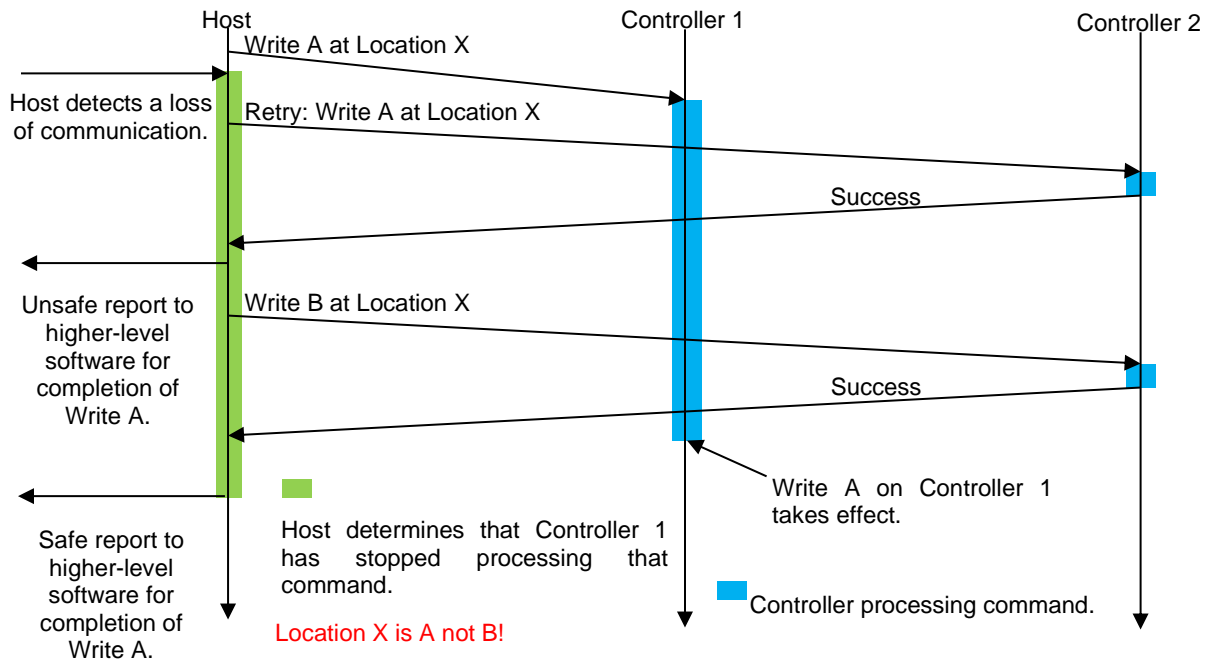 Host
Controller 1
Controller 2
Write A at Location X
Host detects a loss
of communication.
Retry: Write A at Location X
Success
Unsafe report to
higher-level
software for
completion of
Write A.
Write B at Location X
Success
Write A on Controller 1
takes effect.
Host determines that Controller 1
has stopped processing that
command.
Safe report to
higher-level
software for
completion of
Write A.
Controller processing command.
Location X is A not B!